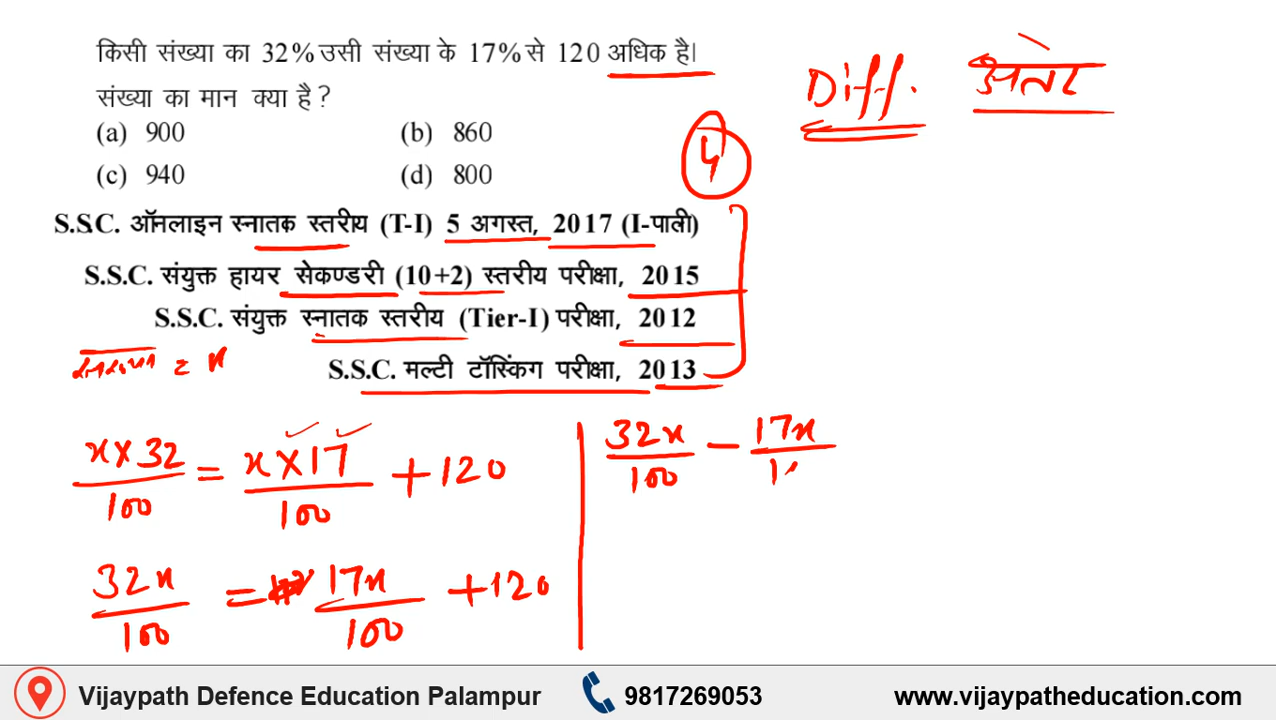 किसी संख्या का 32% उसी संख्या के 17% से 120 अधिक है।
संख्या का मान क्या है ?
(a) 900 (b) 860
(c) 940 (d) 800
S.S.C. ऑनलाइन स्नातक स्तरीय (T-I) 5 अगस्त, 2017 (I-पाली)
S.S.C. संयुक्त हायर सेकण्डरी (10+2) स्तरीय परीक्षा, 2015
S.S.C. संयुक्त स्नातक स्तरीय (Tier-I) परीक्षा, 2012
S.S.C. मल्टी टॉस्किंग परीक्षा, 2013
Diff. अंतर
= x
x×32/100 = x×17/100 + 120
32x/100 = 17x/100 + 120
32x/100 - 17x/1
Vijaypath Defence Education Palampur 9817269053 www.vijaypatheducation.com